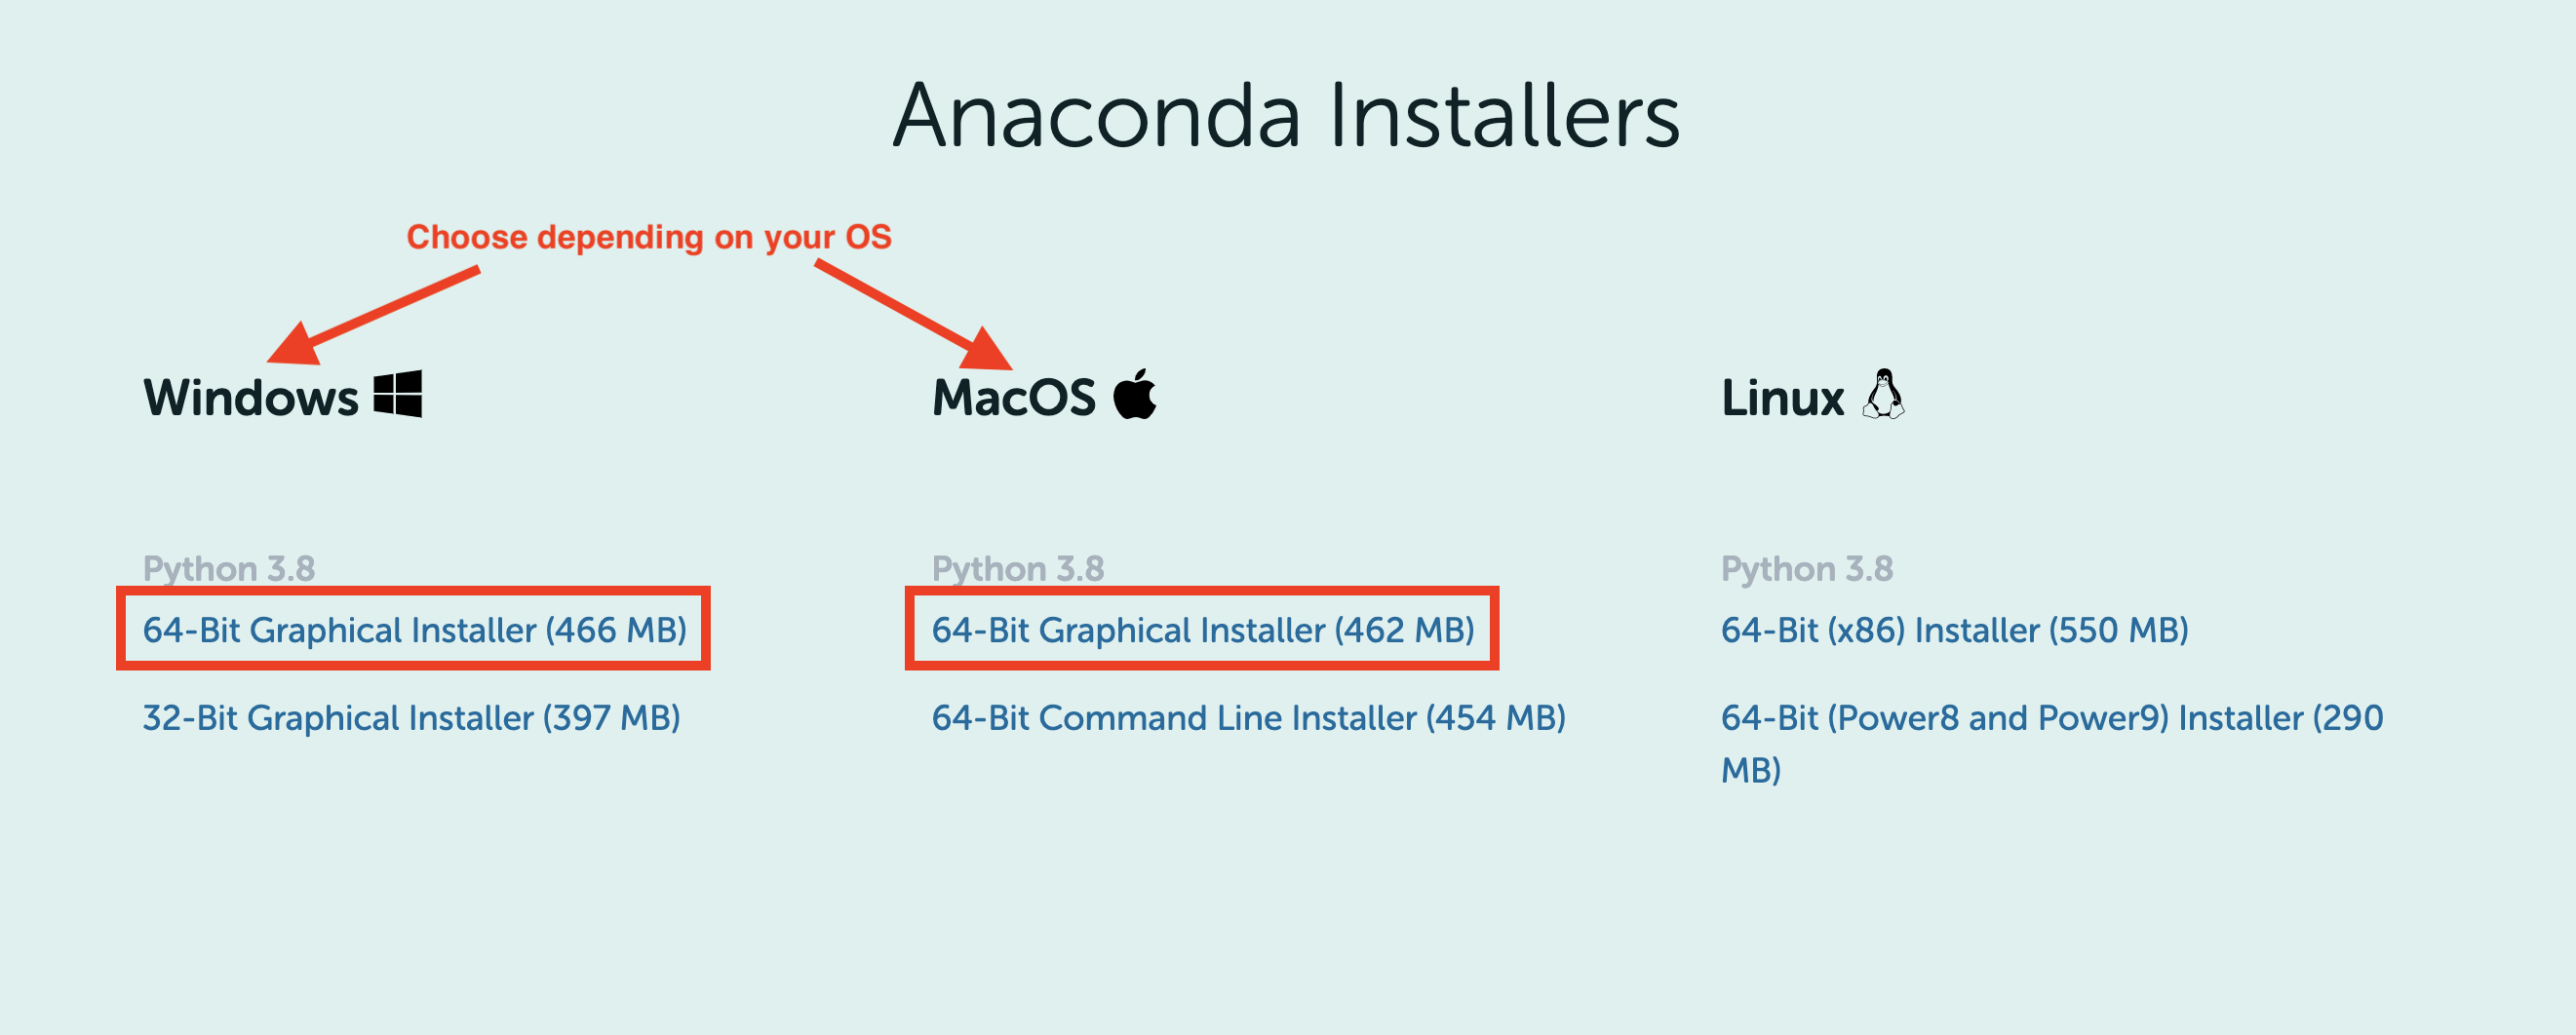 Anaconda Installers
Choose depending on your OS
Windows
MacOS
Linux
Python 3.8
64-Bit Graphical Installer (466 MB)
32-Bit Graphical Installer (397 MB)
Python 3.8
64-Bit Graphical Installer (462 MB)
64-Bit Command Line Installer (454 MB)
Python 3.8
64-Bit (x86) Installer (550 MB)
64-Bit (Power8 and Power9) Installer (290
MB)